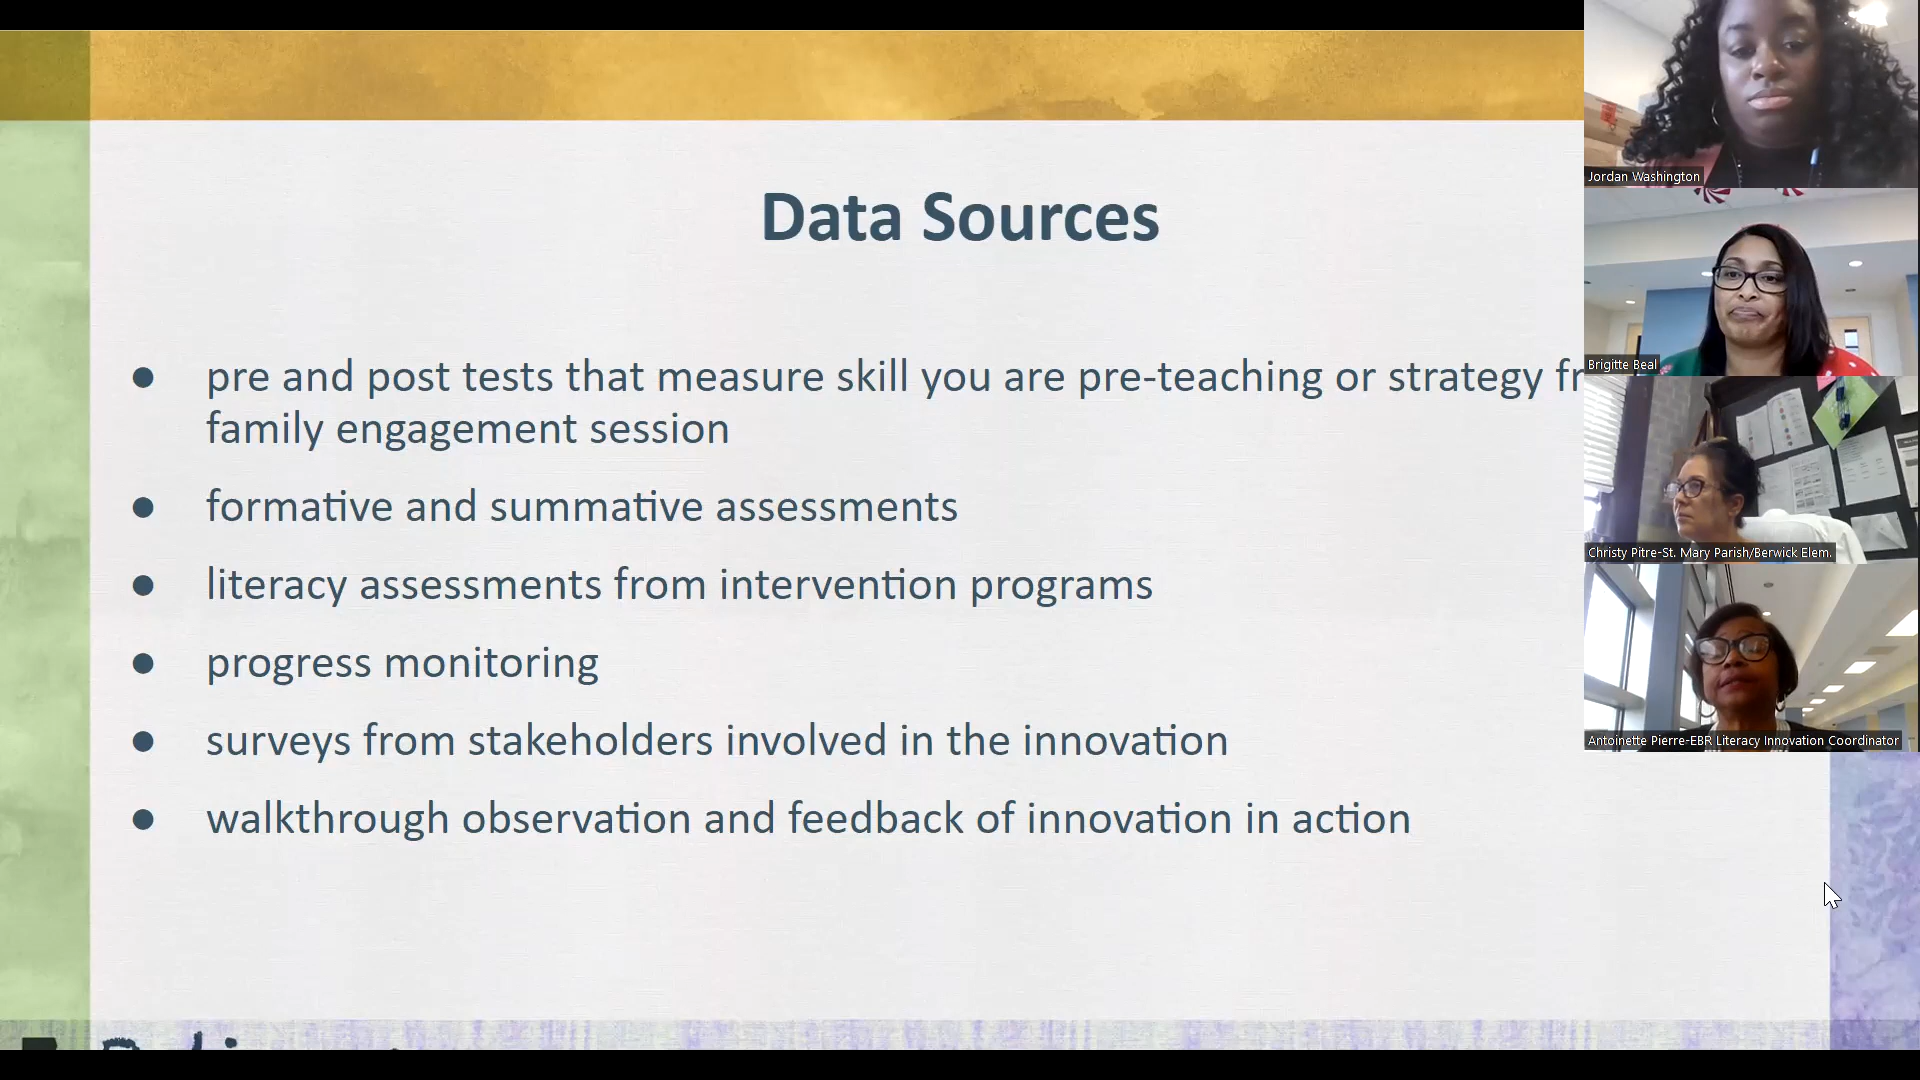 Data Sources
pre and post tests that measure skill you are pre-teaching or strategy
family engagement session
formative and summative assessments
literacy assessments from intervention programs
progress monitoring
surveys from stakeholders involved in the innovation
walkthrough observation and feedback of innovation in action
Jordan Washington
Brigitte Beal
Christy Pitre-St. Mary Parish/Berwick Elem.
Antoinette Pierre-EBR Literacy Innovation Coordinator